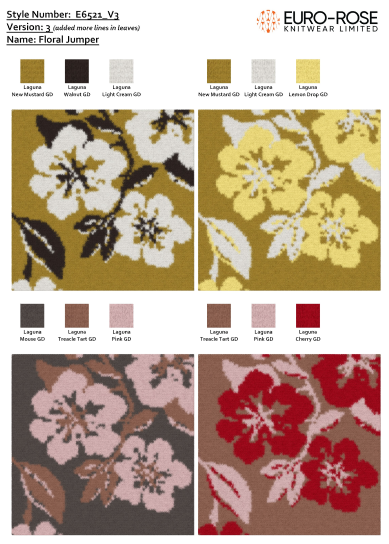 Style Number: E6521_V3
Version: 3 (added more lines in leaves)
Name: Floral Jumper
EURO-ROSE
KNITWEAR LIMITED
Laguna
New Mustard GD
Laguna
Walnut GD
Laguna
Light Cream GD
Laguna
New Mustard GD
Laguna
Light Cream GD
Laguna
Lemon Drop GD
Laguna
Mouse GD
Laguna
Treacle Tart GD
Laguna
Pink GD
Laguna
Treacle Tart GD
Laguna
Pink GD
Laguna
Cherry GD